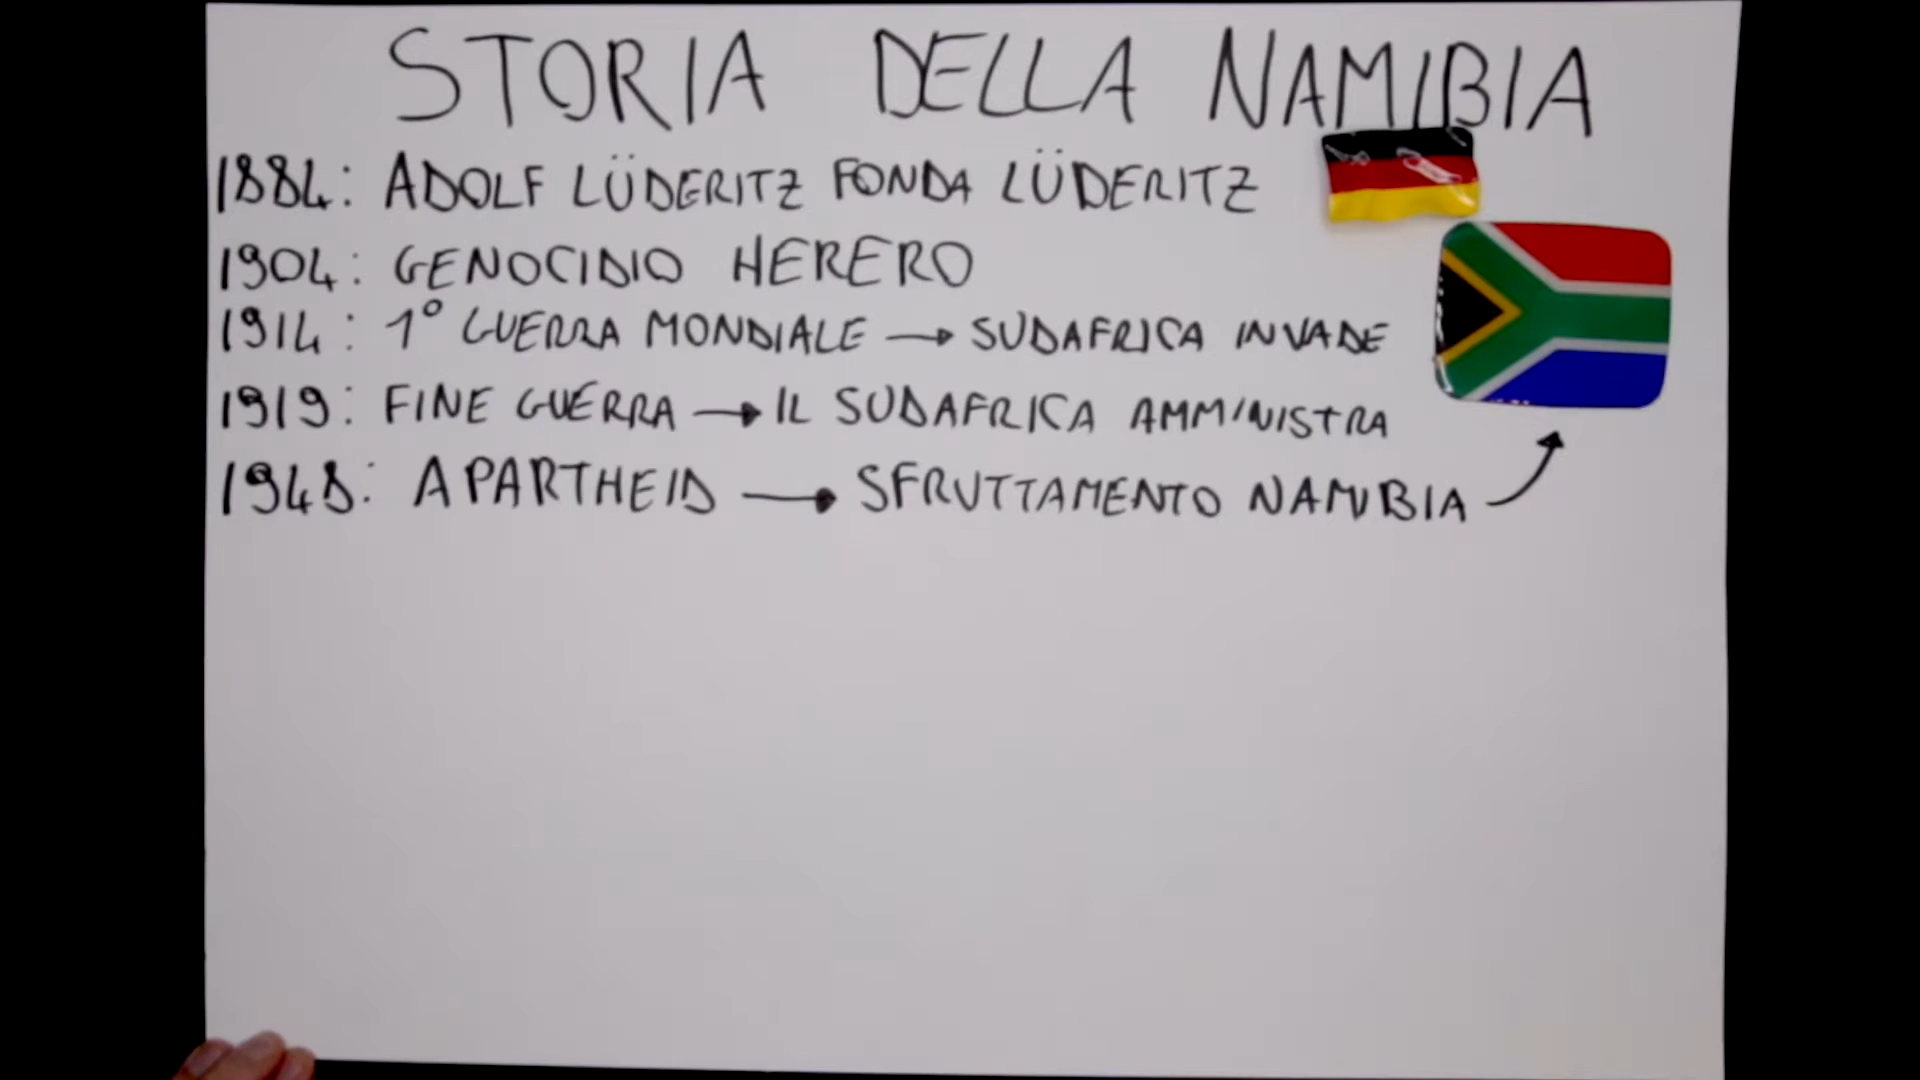 STORIA DELLA NAMIBIA
1884: ADOLF LÜDERITZ FONDA LÜDERITZ
1904: GENOCIDIO HERERO
1914: 1° GUERRA MONDIALE → SUDAFRICA INVADE
1919: FINE GUERRA → IL SUDAFRICA AMMINISTRA
1948: APARTHEID → SFRUTTAMENTO NAMIBIA